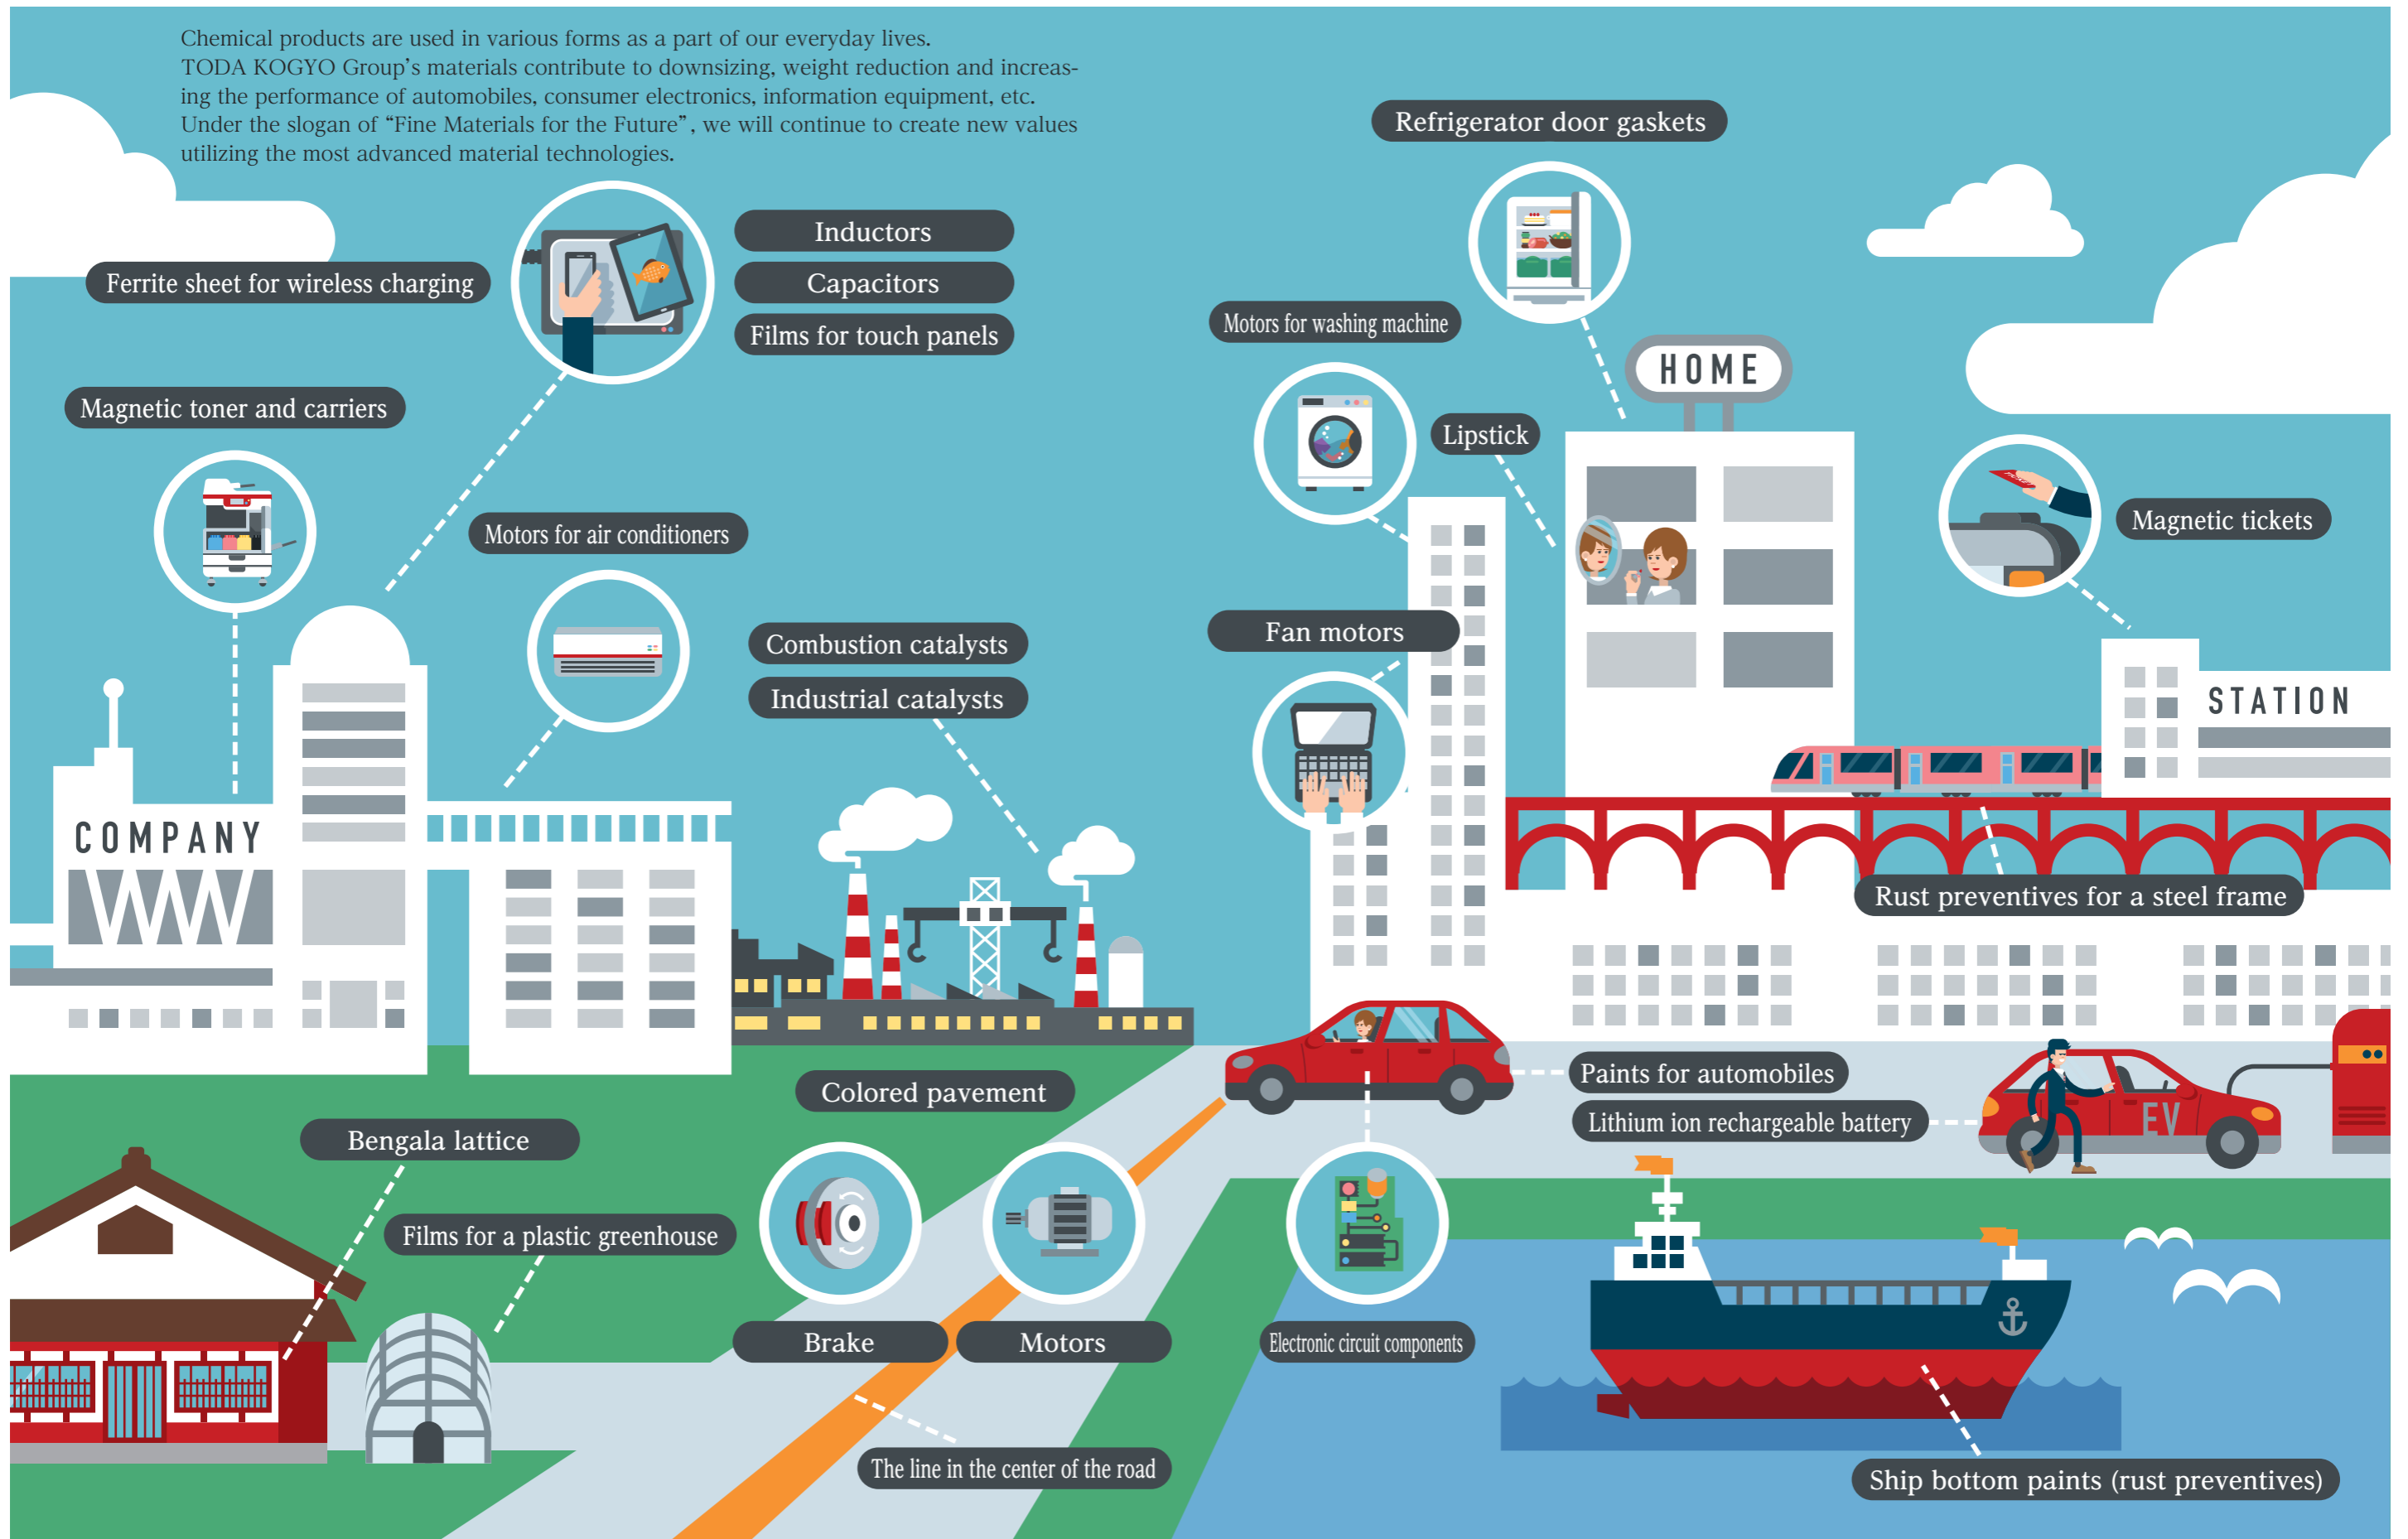 Chemical products are used in various forms as a part of our everyday lives.
TODA KOGYO Group's materials contribute to downsizing, weight reduction and increas-
ing the performance of automobiles, consumer electronics, information equipment, etc.
Under the slogan of “Fine Materials for the Future”, we will continue to create new values
utilizing the most advanced material technologies.
Refrigerator door gaskets
Inductors
Ferrite sheet for wireless charging
Capacitors
Films for touch panels
Motors for washing machine
HOME
Magnetic toner and carriers
Lipstick
Motors for air conditioners
Magnetic tickets
Combustion catalysts
Fan motors
Industrial catalysts
STATION
COMPANY
Rust preventives for a steel frame
Colored pavement
Paints for automobiles
Lithium ion rechargeable battery
EV
Bengala lattice
Films for a plastic greenhouse
Brake
Motors
Electronic circuit components
The line in the center of the road
Ship bottom paints (rust preventives)